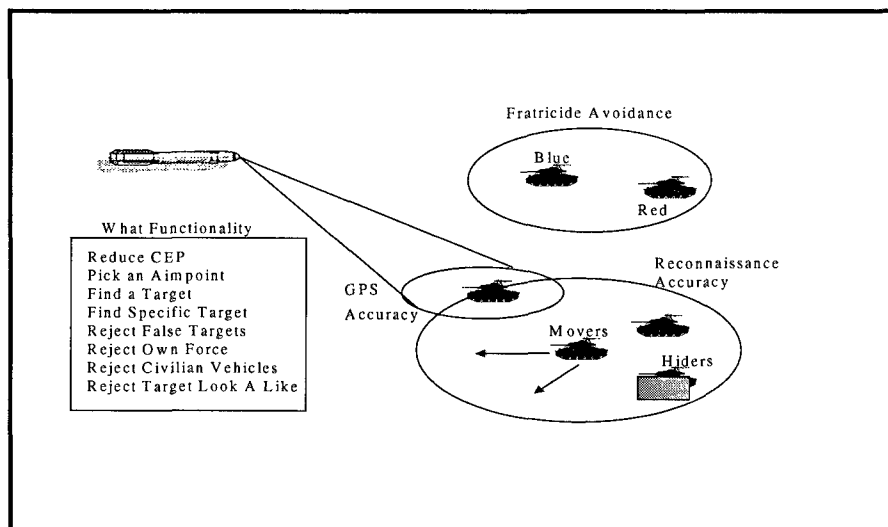 Fratricide Avoidance
Blue
Red
What Functionality
Reduce CEP
Pick an Aimpoint
Find a Target
Find Specific Target
Reject False Targets
Reject Own Force
Reject Civilian Vehicles
Reject Target Look A Like
GPS
Accuracy
Reconnaissance
Accuracy
Movers
Hiders